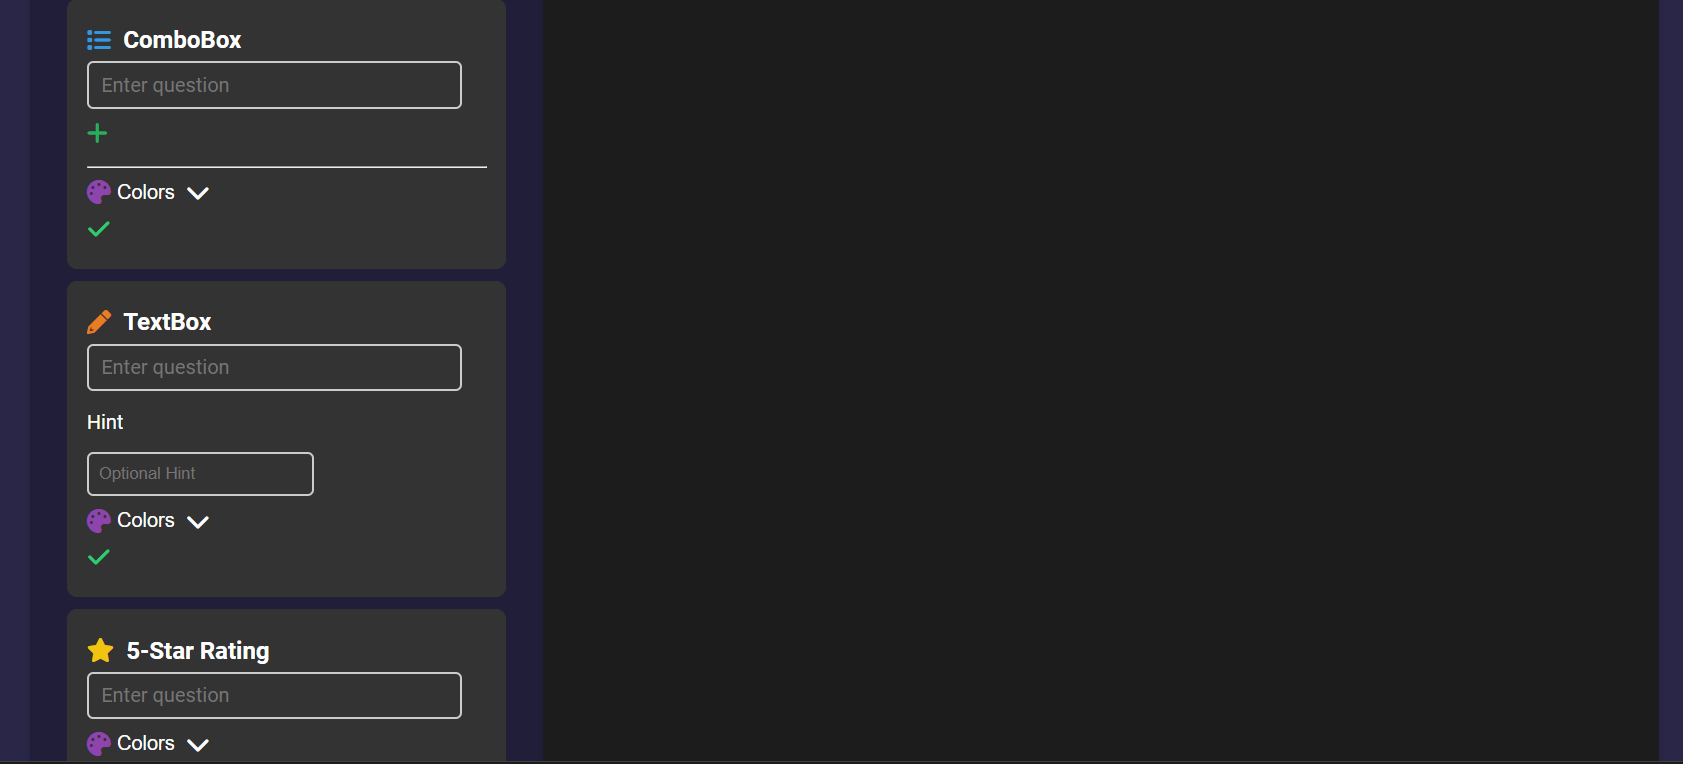 ComboBox
Enter question
Colors
TextBox
Enter question
Hint
Optional Hint
Colors
5-Star Rating
Enter question
Colors